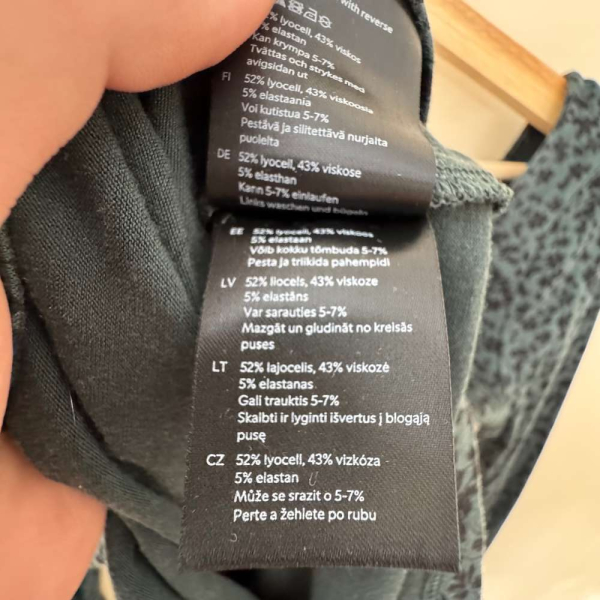 with reverse
% lyocell, 43% viskos
% elastan
Kan krympa 5-7%
Tvättas och strykes med
avigsidan ut
FI 52% lyocell, 43% viskoosie
5% elastaania
Voi kutistua 5-7%
Pestävä ja silitettävä nurjalta
puolelta
DE 52% lyocell, 43% viskose
5% elasthan
Kann 5-7% einlaufen
Links waschen und bügeln
EE 52% lyocell, 43% viskoos
5% elastaan
Võib kokku tõmbuda 5-7%
Pesta ja triikida pahempidi
LV 52% liocels, 43% viskoze
5% elastāns
Var sarauties 5-7%
Mazgāt un gludināt no kreisās
puses
LT 52% lajocelis, 43% viskozė
5% elastanas
Gali trauktis 5-7%
Skalbti ir lyginti išvertus į blogąją
pusę
CZ 52% lyocell, 43% vizkóza
5% elastan
Může se srazit o 5-7%
Perte a žehlete po rubu